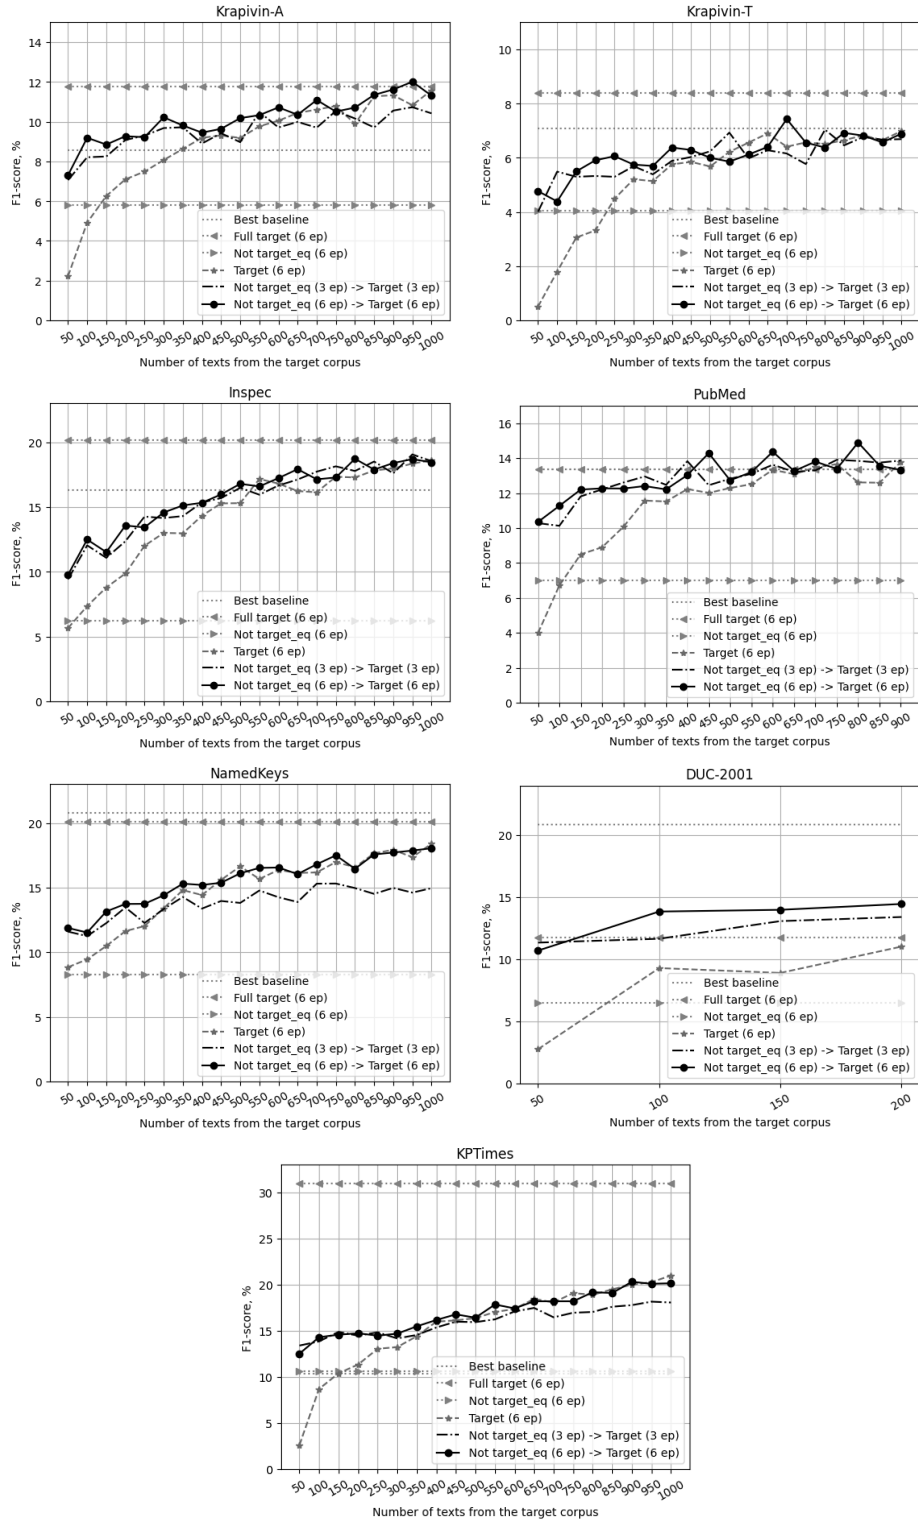 Krapivin-A
F1-score, %
14
12
10
8
6
4
2
0
Best baseline
Full target (6 ep)
Not target_eq (6 ep)
Target (6 ep)
Not target_eq (3 ep) -> Target (3 ep)
Not target_eq (6 ep) -> Target (6 ep)
50 100 150 200 250 300 350 400 450 500 550 600 650 700 750 800 850 900 950 1000
Number of texts from the target corpus
Krapivin-T
F1-score, %
10
8
6
4
2
0
Best baseline
Full target (6 ep)
Not target_eq (6 ep)
Target (6 ep)
Not target_eq (3 ep) -> Target (3 ep)
Not target_eq (6 ep) -> Target (6 ep)
50 100 150 200 250 300 350 400 450 500 550 600 650 700 750 800 850 900 950 1000
Number of texts from the target corpus
Inspec
F1-score, %
20
15
10
5
0
Best baseline
Full target (6 ep)
Not target_eq (6 ep)
Target (6 ep)
Not target_eq (3 ep) -> Target (3 ep)
Not target_eq (6 ep) -> Target (6 ep)
50 100 150 200 250 300 350 400 450 500 550 600 650 700 750 800 850 900 950 1000
Number of texts from the target corpus
PubMed
F1-score, %
16
14
12
10
8
6
4
2
0
Best baseline
Full target (6 ep)
Not target_eq (6 ep)
Target (6 ep)
Not target_eq (3 ep) -> Target (3 ep)
Not target_eq (6 ep) -> Target (6 ep)
50 100 150 200 250 300 350 400 450 500 550 600 650 700 750 800 850 900
Number of texts from the target corpus
NamedKeys
F1-score, %
20
15
10
5
0
Best baseline
Full target (6 ep)
Not target_eq (6 ep)
Target (6 ep)
Not target_eq (3 ep) -> Target (3 ep)
Not target_eq (6 ep) -> Target (6 ep)
50 100 150 200 250 300 350 400 450 500 550 600 650 700 750 800 850 900 950 1000
Number of texts from the target corpus
DUC-2001
F1-score, %
20
15
10
5
0
Best baseline
Full target (6 ep)
Not target_eq (6 ep)
Target (6 ep)
Not target_eq (3 ep) -> Target (3 ep)
Not target_eq (6 ep) -> Target (6 ep)
50 100 150 200
Number of texts from the target corpus
KPTimes
F1-score, %
30
25
20
15
10
5
0
Best baseline
Full target (6 ep)
Not target_eq (6 ep)
Target (6 ep)
Not target_eq (3 ep) -> Target (3 ep)
Not target_eq (6 ep) -> Target (6 ep)
50 100 150 200 250 300 350 400 450 500 550 600 650 700 750 800 850 900 950 1000
Number of texts from the target corpus